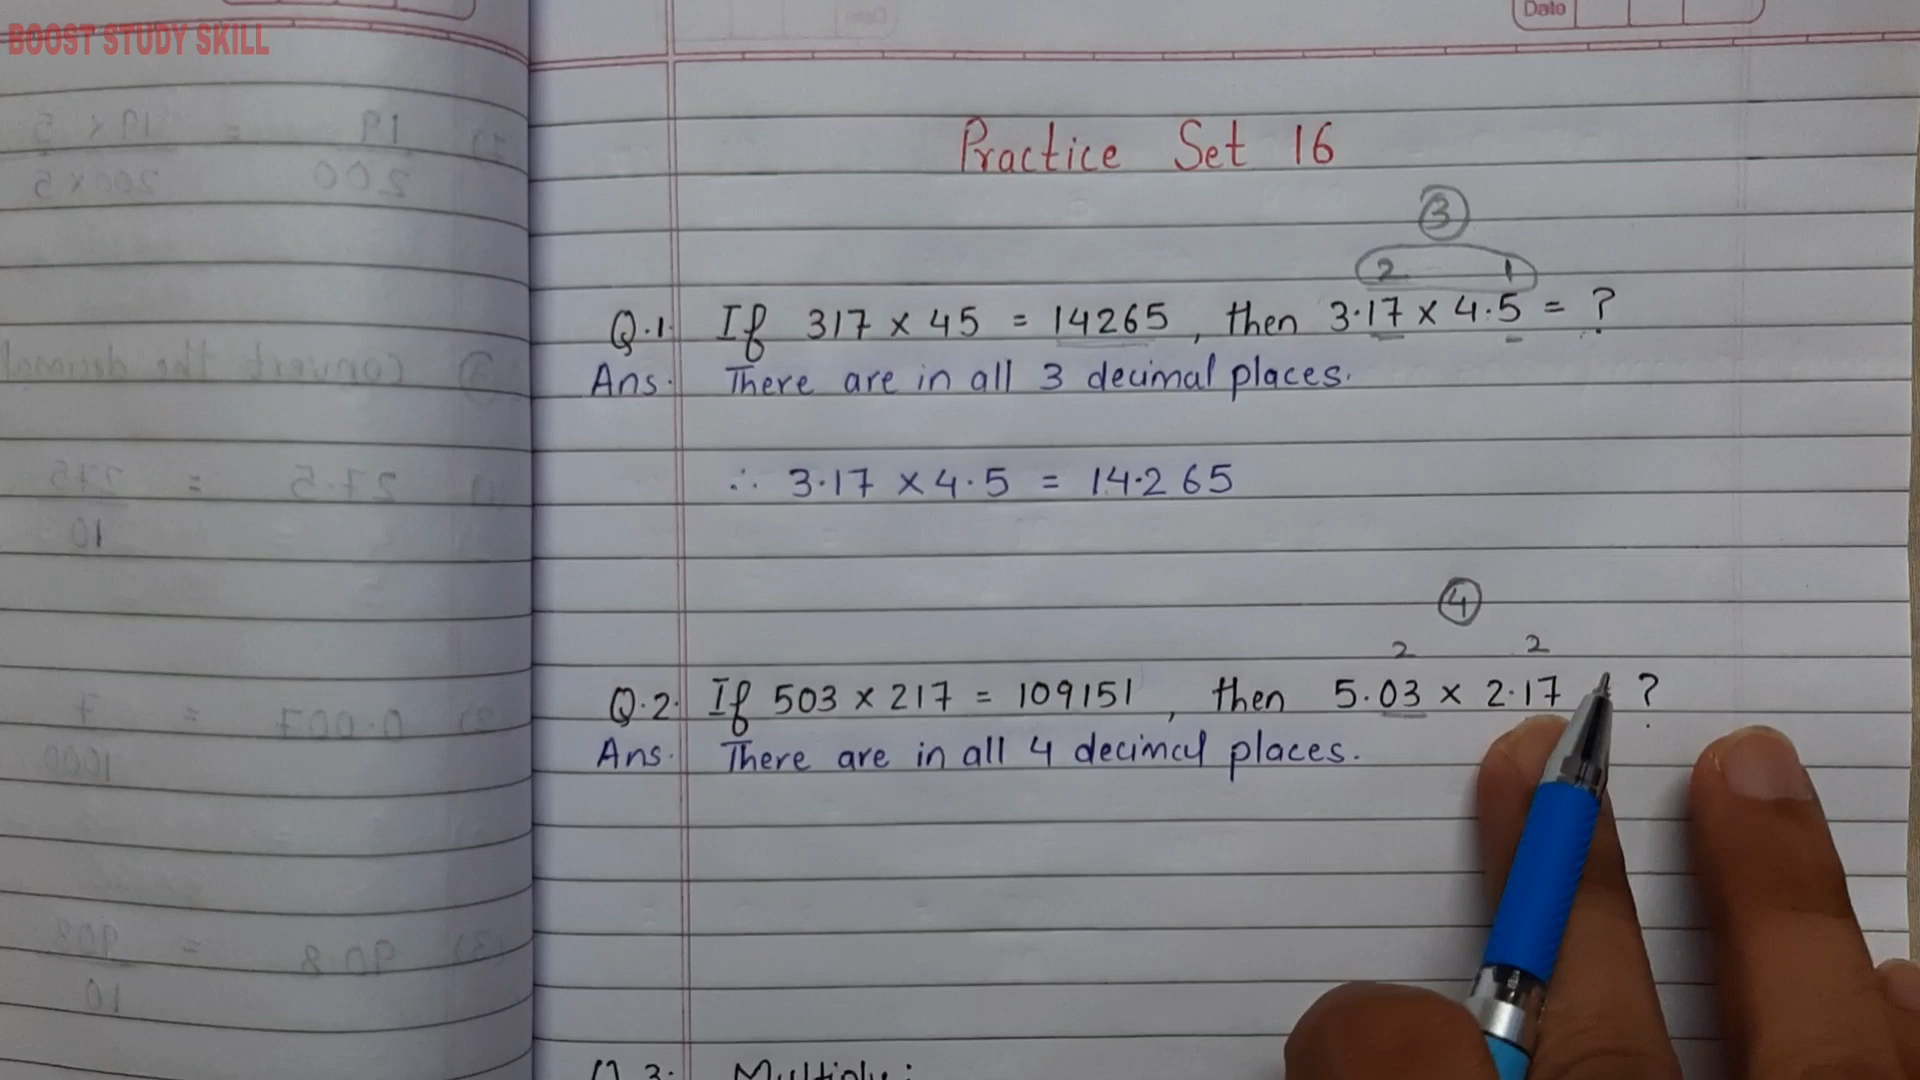 BOOST STUDY SKILL
Date
Practice Set 16
3
2 1
Q.1. If 317 × 45 = 14265, then 3.17 × 4.5 = ?
Ans. There are in all 3 decimal places.
∴ 3.17 × 4.5 = 14.265
4
2 2
Q.2. If 503 × 217 = 109151, then 5.03 × 2.17 ?
Ans. There are in all 4 decimal places.
Q.3. Multiply: